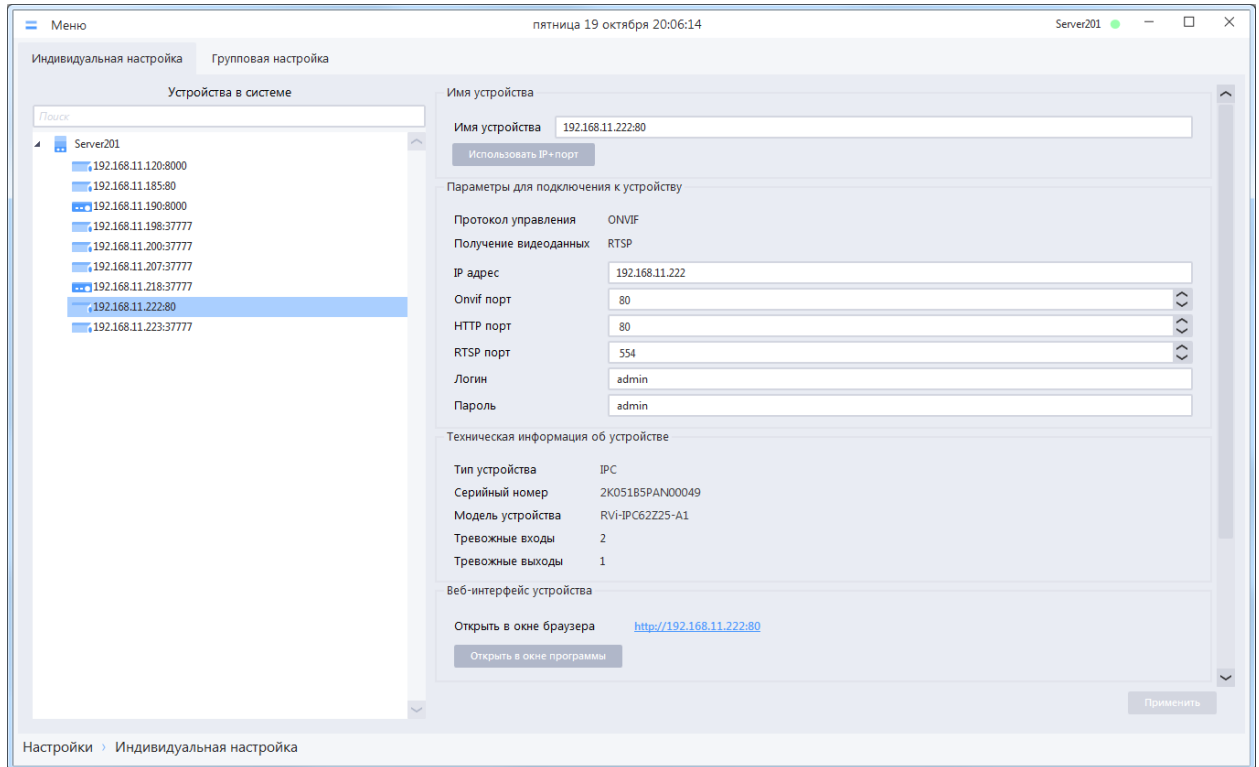 Меню
пятница 19 октября 20:06:14
Server201
Индивидуальная настройка
Групповая настройка
Устройства в системе
Поиск
Server201
192.168.11.120:8000
192.168.11.185:80
192.168.11.190:8000
192.168.11.198:37777
192.168.11.200:37777
192.168.11.207:37777
192.168.11.218:37777
192.168.11.222:80
192.168.11.223:37777
Имя устройства
Имя устройства 192.168.11.222:80
Использовать IP+порт
Параметры для подключения к устройству
Протокол управления ONVIF
Получение видеоданных RTSP
IP адрес 192.168.11.222
Onvif порт 80
HTTP порт 80
RTSP порт 554
Логин admin
Пароль admin
Техническая информация об устройстве
Тип устройства IPC
Серийный номер 2K051B5PAN00049
Модель устройства RVi-IPC62Z25-A1
Тревожные входы 2
Тревожные выходы 1
Веб-интерфейс устройства
Открыть в окне браузера http://192.168.11.222:80
Открыть в окне программы
Применить
Настройки › Индивидуальная настройка